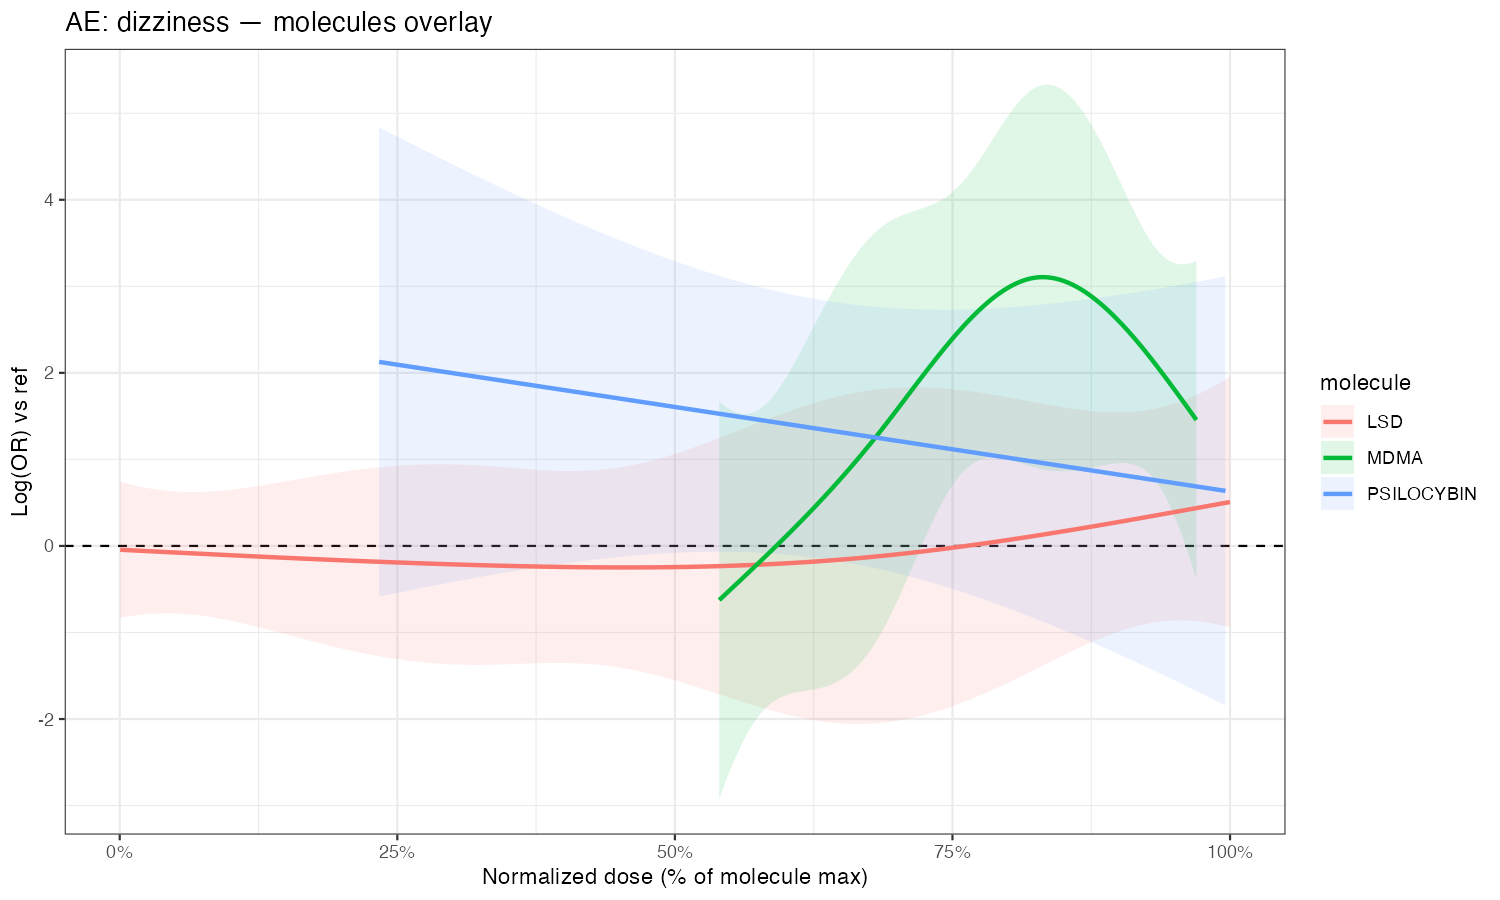 AE: dizziness — molecules overlay
Log(OR) vs ref
4
2
0
-2
0%
25%
50%
75%
100%
Normalized dose (% of molecule max)
molecule
LSD
MDMA
PSILOCYBIN